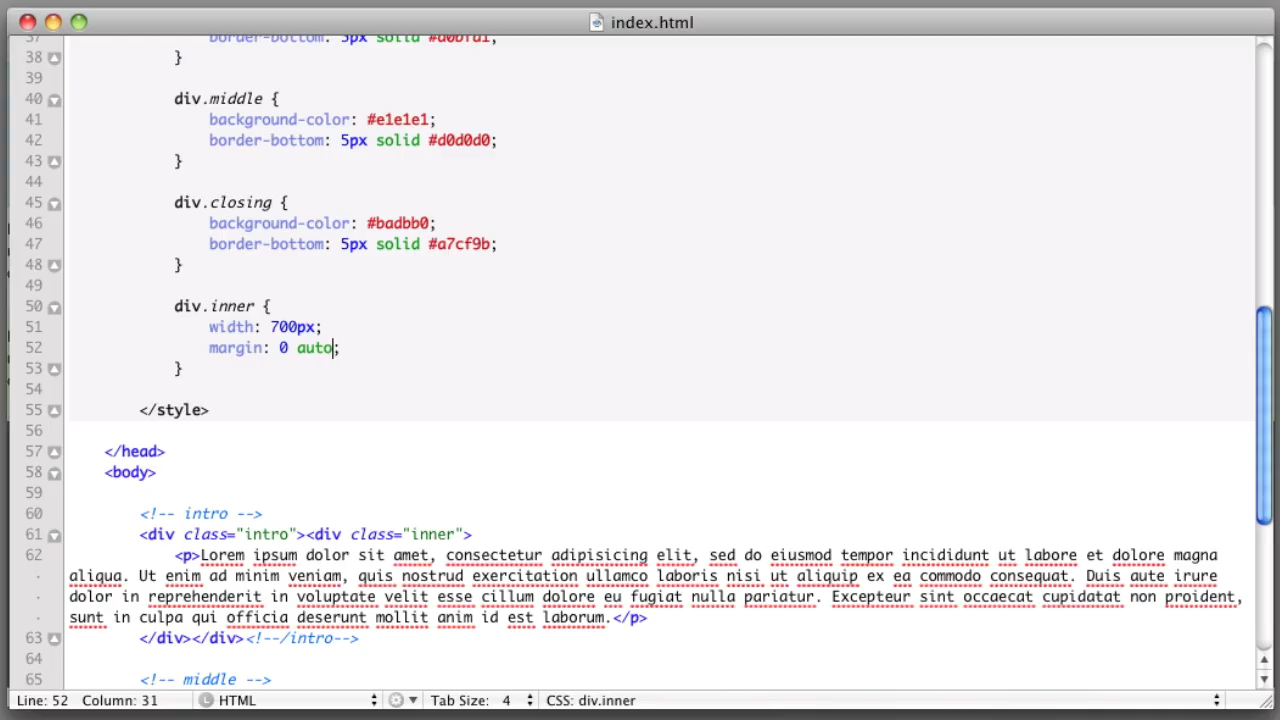 index.html
37 border-bottom: 5px solid
38 }
39
40 div.middle {
41 background-color: #e1e1e1;
42 border-bottom: 5px solid #d0d0d0;
43 }
44
45 div.closing {
46 background-color: #badbb0;
47 border-bottom: 5px solid #a7cf9b;
48 }
49
50 div.inner {
51 width: 700px;
52 margin: 0 auto;
53 }
54
55 </style>
56
57 </head>
58 <body>
59
60 <!-- intro -->
61 <div class="intro"><div class="inner">
62 <p>Lorem ipsum dolor sit amet, consectetur adipisicing elit, sed do eiusmod tempor incididunt ut labore et dolore magna
aliqua. Ut enim ad minim veniam, quis nostrud exercitation ullamco laboris nisi ut aliquip ex ea commodo consequat. Duis aute irure
dolor in reprehenderit in voluptate velit esse cillum dolore eu fugiat nulla pariatur. Excepteur sint occaecat cupidatat non proident,
sunt in culpa qui officia deserunt mollit anim id est laborum.</p>
63 </div></div><!--/intro-->
64
65 <!-- middle -->
Line: 52 Column: 31 L HTML Tab Size: 4 CSS: div.inner